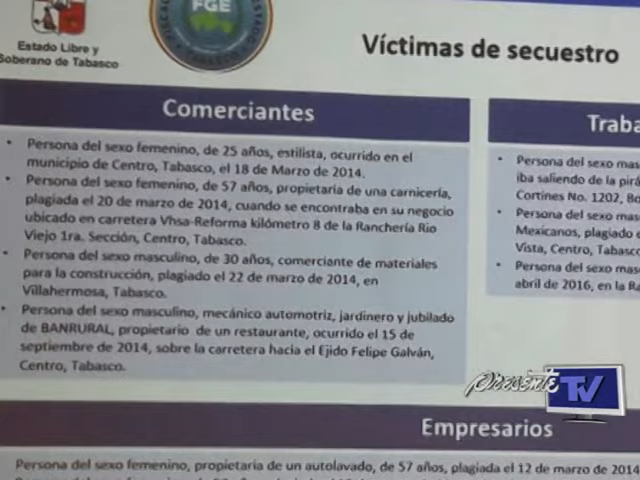 FGE
TABASCO
Estado Libre y
Soberano de Tabasco
Víctimas de secuestro
Comerciantes
• Persona del sexo femenino, de 25 años, estilista, ocurrido en el
municipio de Centro, Tabasco, el 18 de Marzo de 2014.
• Persona del sexo femenino, de 57 años, propietaria de una carnicería,
plagiada el 20 de marzo de 2014, cuando se encontraba en su negocio
ubicado en carretera Vhsa-Reforma kilómetro 8 de la Ranchería Rio
Viejo 1ra. Sección, Centro, Tabasco.
• Persona del sexo masculino, de 30 años, comerciante de materiales
para la construcción, plagiado el 22 de marzo de 2014, en
Villahermosa, Tabasco.
• Persona del sexo masculino, mecánico automotriz, jardinero y jubilado
de BANRURAL, propietario de un restaurante, ocurrido el 15 de
septiembre de 2014, sobre la carretera hacia el Ejido Felipe Galván,
Centro, Tabasco.
Traba
• Persona del sexo mas
iba saliendo de la pirá
Cortines No. 1202, Bo
• Persona del sexo mas
Mexicanos, plagiado e
Vista, Centro, Tabasco
• Persona del sexo mas
abril de 2016, en la Ra
presente TV
Empresarios
Persona del sexo femenino, propietaria de un autolavado, de 57 años, plagiada el 12 de marzo de 2014